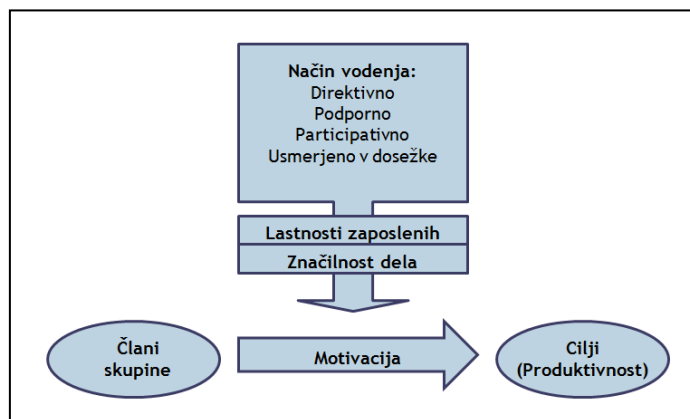 Način vodenja:
Direktivno
Podporno
Participativno
Usmerjeno v dosežke
Lastnosti zaposlenih
Značilnost dela
Člani
skupine
Motivacija
Cilji
(Produktivnost)